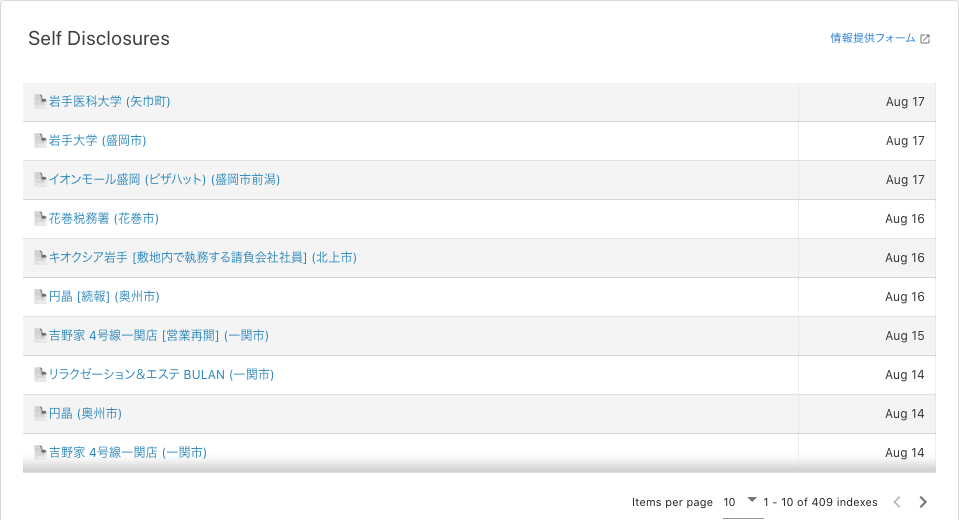 Self Disclosures
情報提供フォーム
岩手医科大学 (矢巾町) Aug 17
岩手大学 (盛岡市) Aug 17
イオンモール盛岡 (ピザハット) (盛岡市前潟) Aug 17
花巻税務署 (花巻市) Aug 16
キオクシア岩手 [敷地内で執務する請負会社社員] (北上市) Aug 16
円晶 [続報] (奥州市) Aug 16
吉野家 4号線一関店 [営業再開] (一関市) Aug 15
リラクゼーション&エステ BULAN (一関市) Aug 14
円晶 (奥州市) Aug 14
吉野家 4号線一関店 (一関市) Aug 14
Items per page 10 1 - 10 of 409 indexes